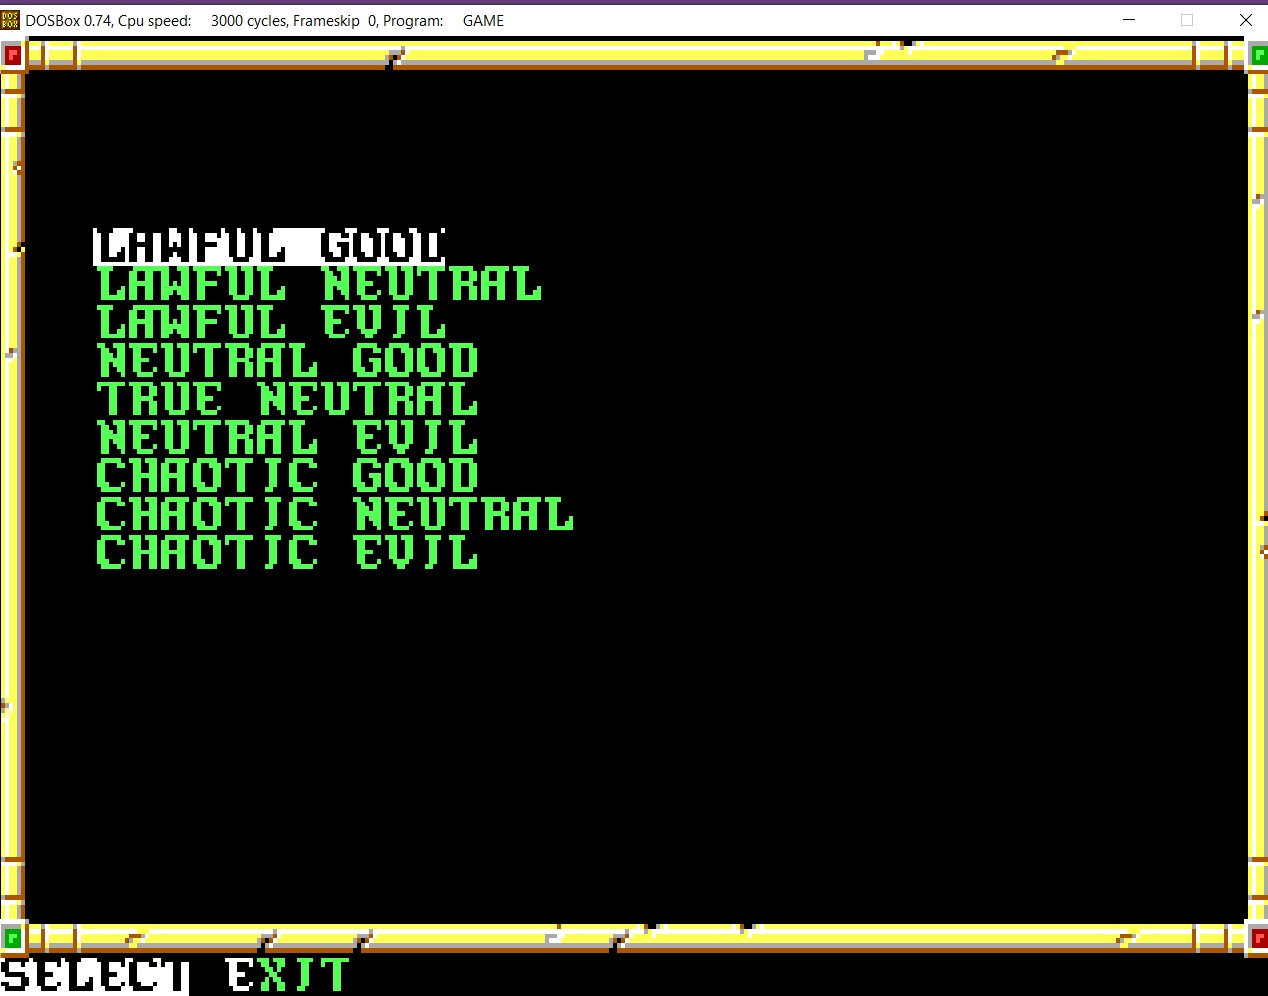 DOSBox 0.74, Cpu speed: 3000 cycles, Frameskip 0, Program: GAME
LAWFUL GOOD
LAWFUL NEUTRAL
LAWFUL EVIL
NEUTRAL GOOD
TRUE NEUTRAL
NEUTRAL EVIL
CHAOTIC GOOD
CHAOTIC NEUTRAL
CHAOTIC EVIL
SELECT EXIT